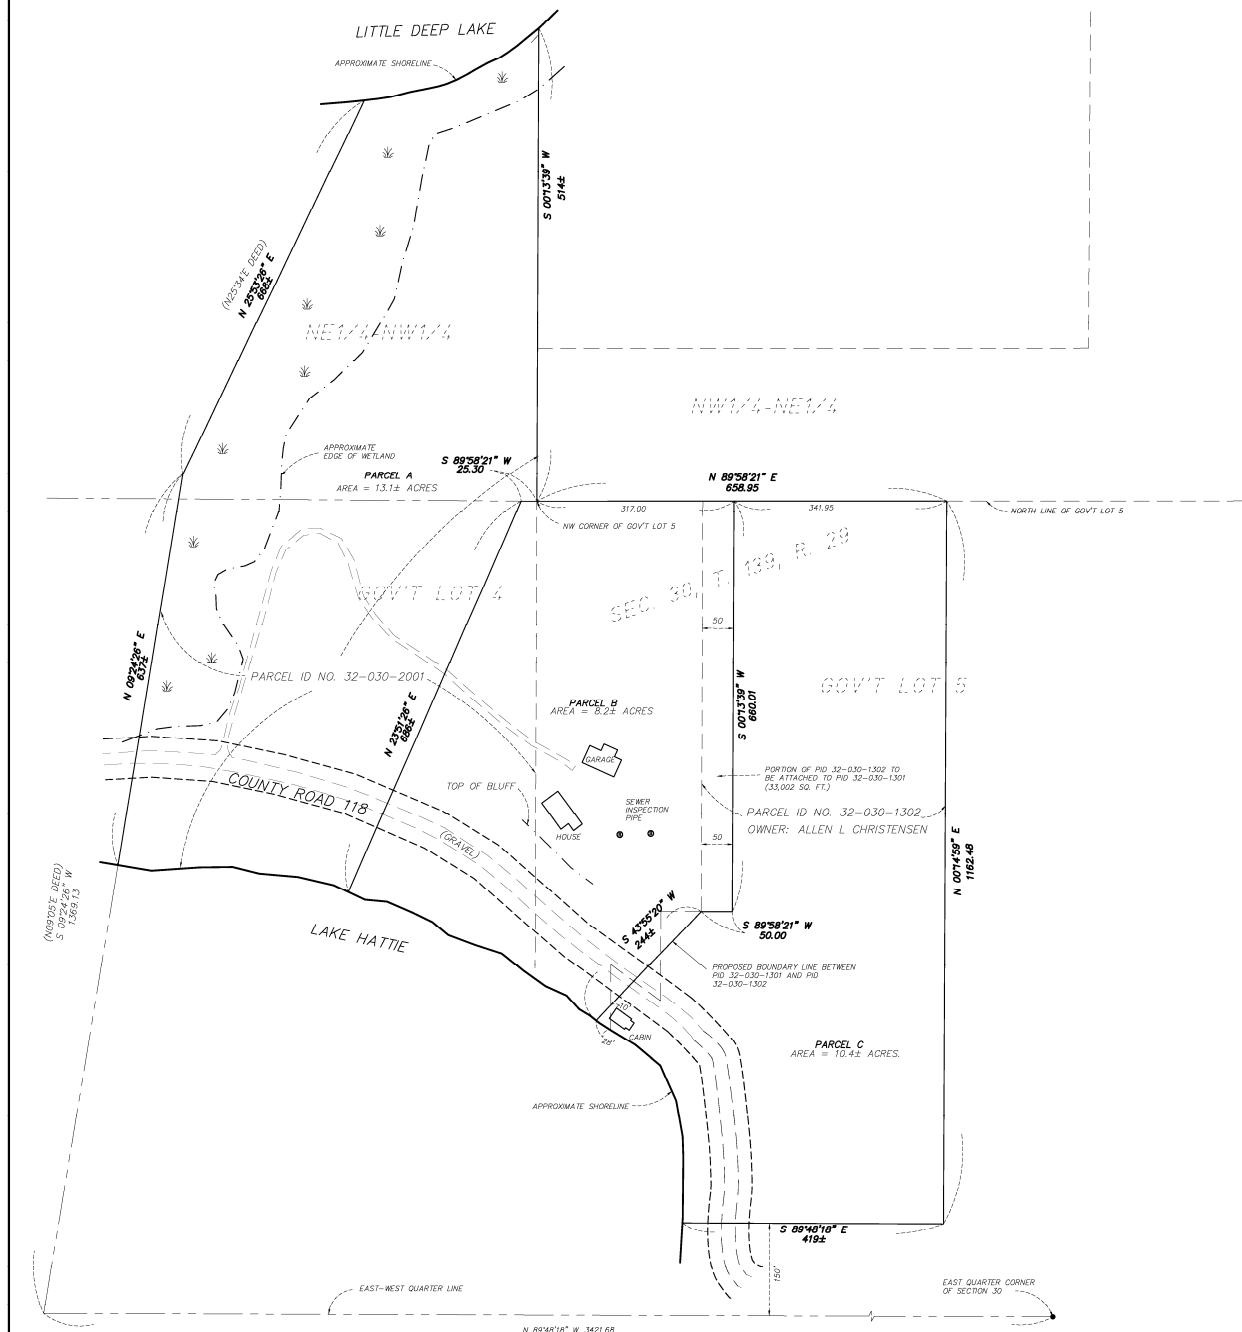 LITTLE DEEP LAKE
APPROXIMATE SHORELINE
S 00°13'39" W
514±
(N25°34'E DEED)
N 25°53'26" E
668±
NE1/4-NW1/4
NW1/4-NE1/4
APPROXIMATE
EDGE OF WETLAND
PARCEL A
AREA = 13.1± ACRES
S 89°58'21" W
25.30
N 89°58'21" E
658.95
317.00
341.95
NORTH LINE OF GOV'T LOT 5
NW CORNER OF GOV'T LOT 5
SEC. 30, T. 139, R. 29
GOV'T LOT 4
50
N 09°24'26" E
637±
PARCEL ID NO. 32-030-2001
GOV'T LOT 5
PARCEL B
AREA = 8.2± ACRES
N 23°51'26" E
686±
S 00°13'39" W
660.01
GARAGE
COUNTY ROAD 118
TOP OF BLUFF
PORTION OF PID 32-030-1302 TO
BE ATTACHED TO PID 32-030-1301
(33,002 SQ. FT.)
SEWER
INSPECTION
PIPE
PARCEL ID NO. 32-030-1302
OWNER: ALLEN L CHRISTENSEN
HOUSE
(GRAVEL)
50
N 00°14'59" E
1162.48
(N09°05'E DEED)
S 09°24'26" W
1369.13
LAKE HATTIE
S 43°55'20" W
244±
S 89°58'21" W
50.00
PROPOSED BOUNDARY LINE BETWEEN
PID 32-030-1301 AND PID
32-030-1302
10'
28'
CABIN
PARCEL C
AREA = 10.4± ACRES.
APPROXIMATE SHORELINE
S 89°48'18" E
419±
150'
EAST-WEST QUARTER LINE
EAST QUARTER CORNER
OF SECTION 30
N 89°48'18" W 3421.68